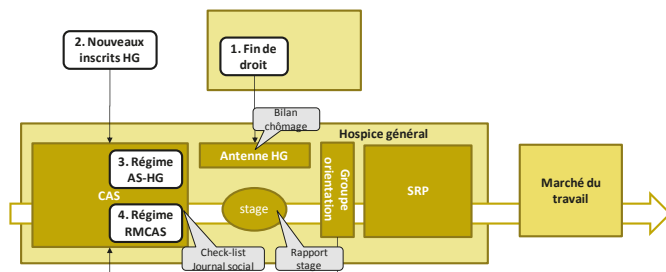 2. Nouveaux
inscrits HG
1. Fin de
droit
Bilan
chômage
Hospice général
Antenne HG
3. Régime
AS-HG
CAS
4. Régime
RMCAS
stage
Groupe
orientation
SRP
Marché du
travail
Check-list
Journal social
Rapport
stage